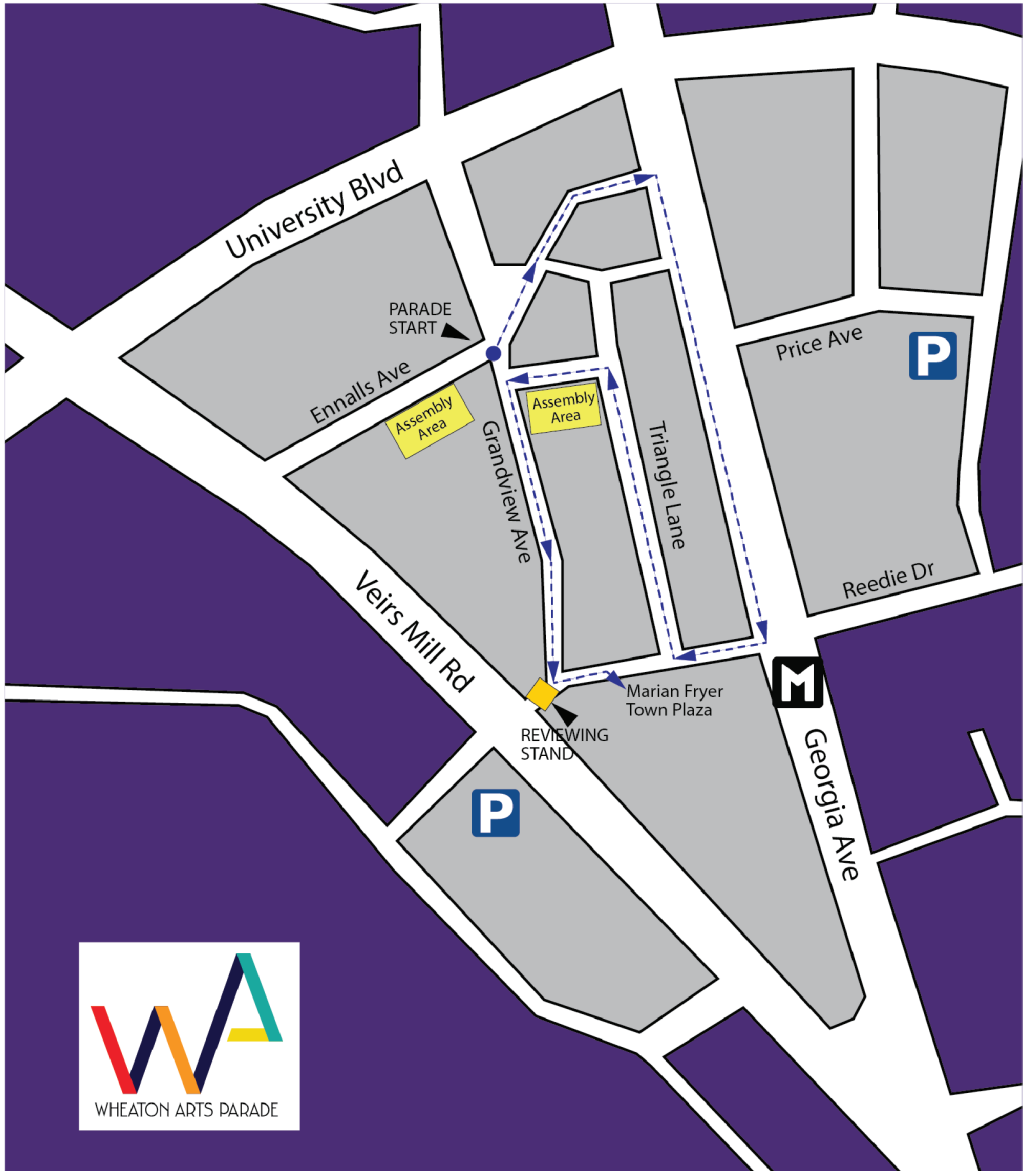 University Blvd
PARADE
START
Ennalls Ave
Price Ave
P
Assembly
Area
Assembly
Area
Grandview Ave
Triangle Lane
Reedie Dr
Veirs Mill Rd
M
Marian Fryer
Town Plaza
REVIEWING
STAND
Georgia Ave
P
WA
WHEATON ARTS PARADE